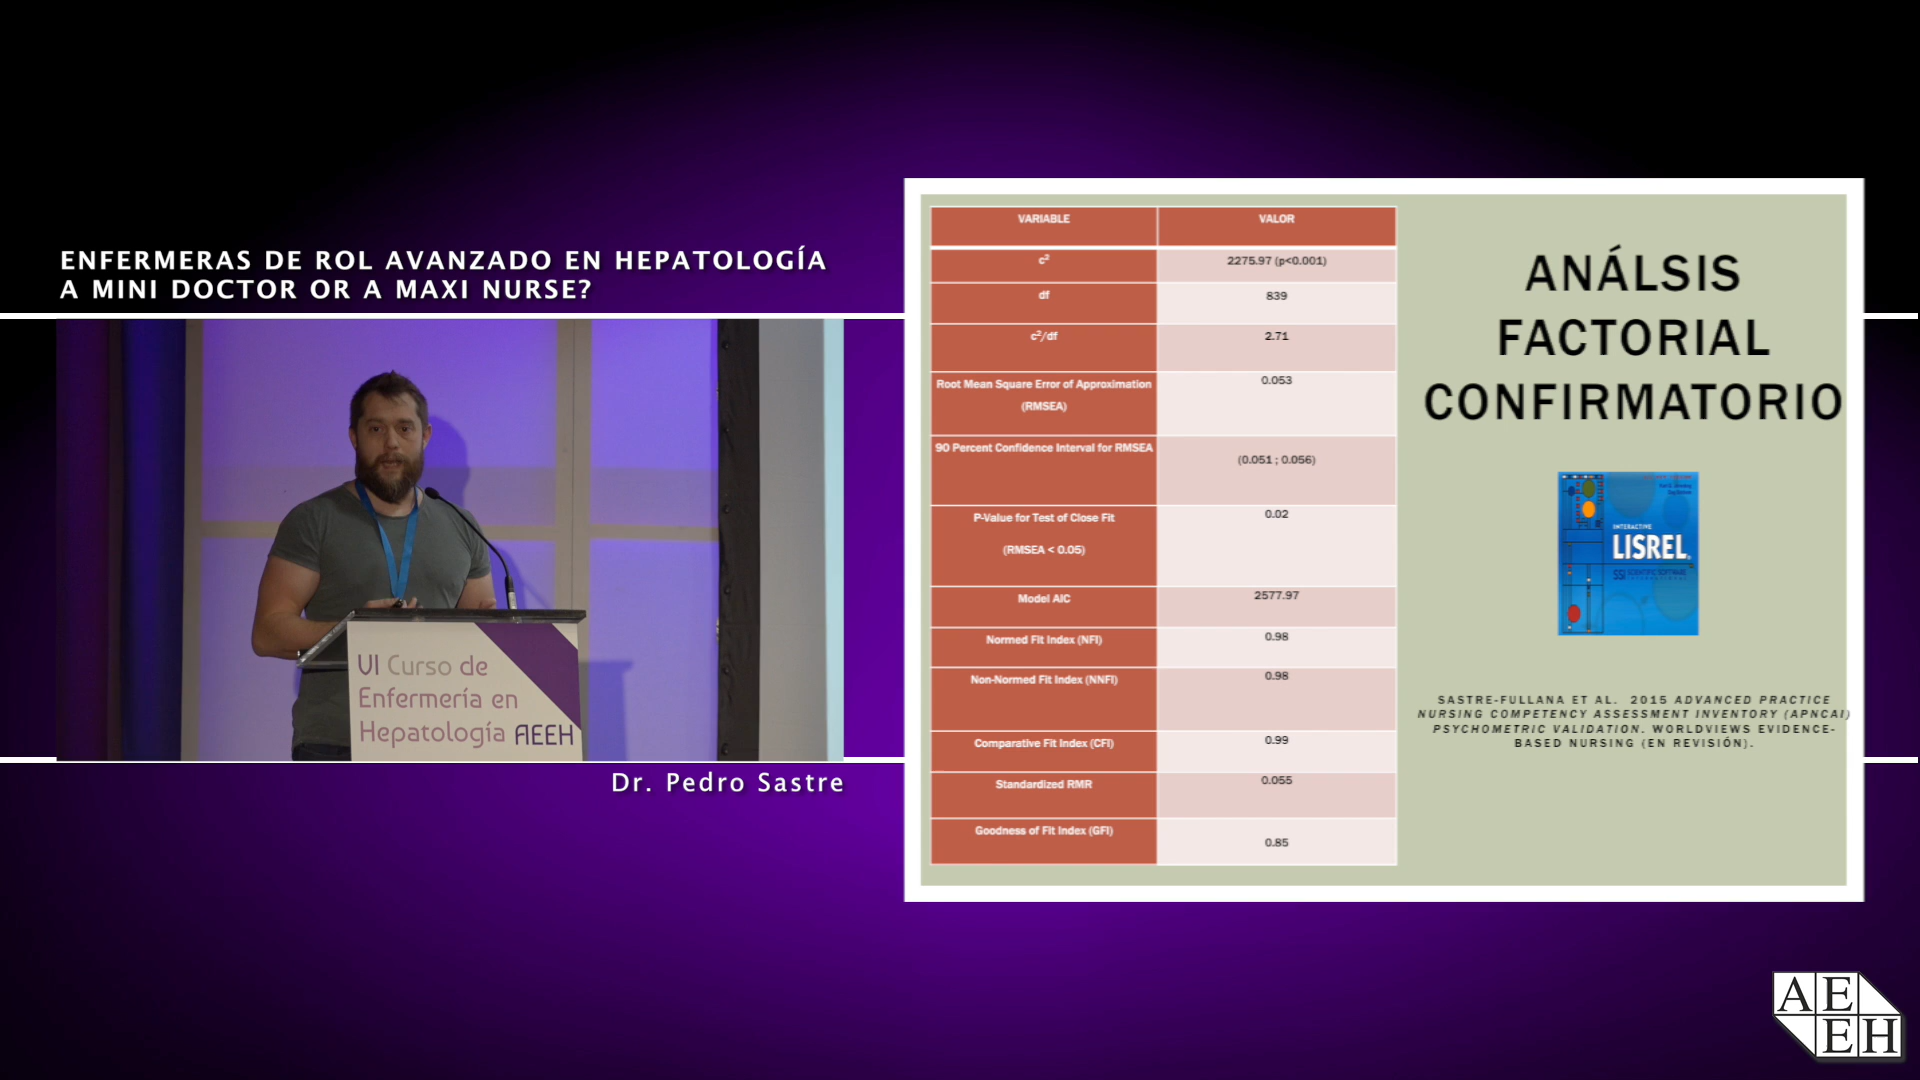 ENFERMERAS DE ROL AVANZADO EN HEPATOLOGÍA
A MINI DOCTOR OR A MAXI NURSE?
VI Curso de
Enfermería en
Hepatología AEEH
Dr. Pedro Sastre
VARIABLE VALOR
c² 2275.97 (p<0.001)
df 839
c²/df 2.71
Root Mean Square Error of Approximation
(RMSEA) 0.053
90 Percent Confidence Interval for RMSEA (0.051 ; 0.056)
P-Value for Test of Close Fit
(RMSEA < 0.05) 0.02
Model AIC 2577.97
Normed Fit Index (NFI) 0.98
Non-Normed Fit Index (NNFI) 0.98
Comparative Fit Index (CFI) 0.99
Standardized RMR 0.055
Goodness of Fit Index (GFI) 0.85
ANÁLSIS
FACTORIAL
CONFIRMATORIO
INTERACTIVE
LISREL
SSI SCIENTIFIC SOFTWARE
INTERNATIONAL
SASTRE-FULLANA ET AL. 2015 ADVANCED PRACTICE
NURSING COMPETENCY ASSESSMENT INVENTORY (APNCAI)
PSYCHOMETRIC VALIDATION. WORLDVIEWS EVIDENCE-
BASED NURSING (EN REVISIÓN).
AE
EH